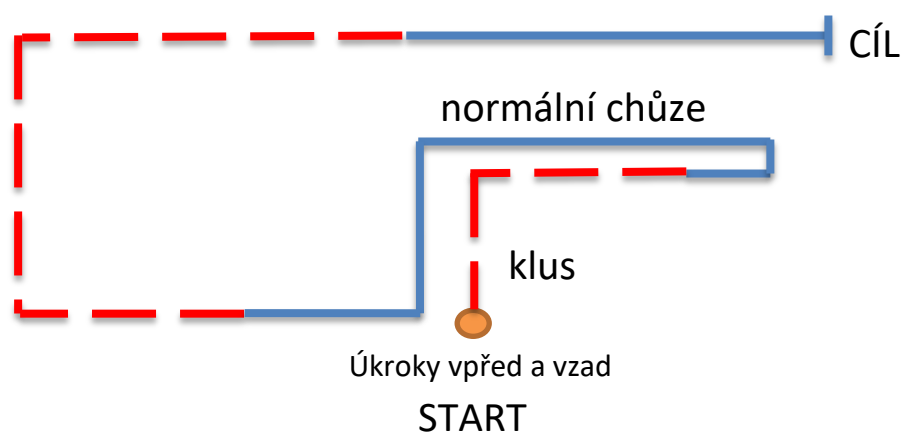 CÍL
normální chůze
klus
Úkroky vpřed a vzad
START